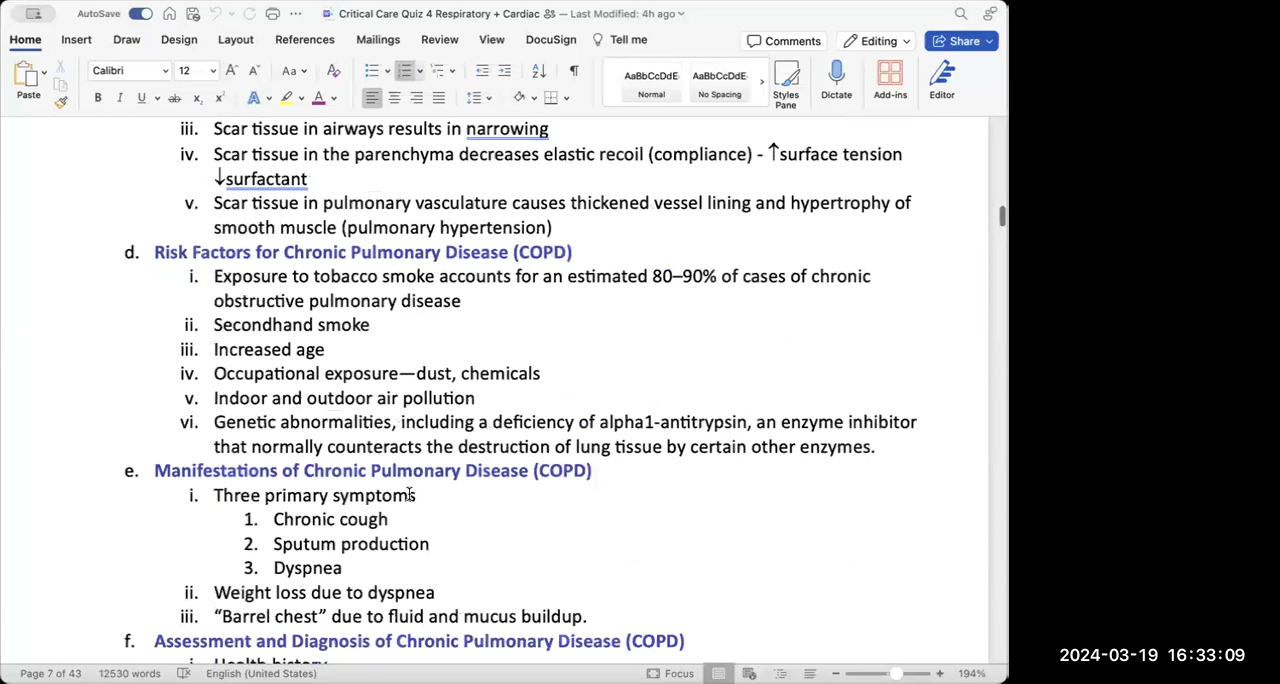 AutoSave
Critical Care Quiz 4 Respiratory + Cardiac — Last Modified: 4h ago
Home Insert Draw Design Layout References Mailings Review View DocuSign Tell me Comments Editing Share
Paste Calibri 12 A A Aa A AaBbCcDdE AaBbCcDdE
B I U ab x₂ x² A A Normal No Spacing Styles Pane Dictate Add-ins Editor
iii. Scar tissue in airways results in narrowing
iv. Scar tissue in the parenchyma decreases elastic recoil (compliance) - ↑surface tension
↓surfactant
v. Scar tissue in pulmonary vasculature causes thickened vessel lining and hypertrophy of
smooth muscle (pulmonary hypertension)
d. Risk Factors for Chronic Pulmonary Disease (COPD)
i. Exposure to tobacco smoke accounts for an estimated 80–90% of cases of chronic
obstructive pulmonary disease
ii. Secondhand smoke
iii. Increased age
iv. Occupational exposure—dust, chemicals
v. Indoor and outdoor air pollution
vi. Genetic abnormalities, including a deficiency of alpha1-antitrypsin, an enzyme inhibitor
that normally counteracts the destruction of lung tissue by certain other enzymes.
e. Manifestations of Chronic Pulmonary Disease (COPD)
i. Three primary symptoms
1. Chronic cough
2. Sputum production
3. Dyspnea
ii. Weight loss due to dyspnea
iii. “Barrel chest” due to fluid and mucus buildup.
f. Assessment and Diagnosis of Chronic Pulmonary Disease (COPD)
i. Health history
Page 7 of 43 12530 words English (United States) Focus 194%
2024-03-19 16:33:09